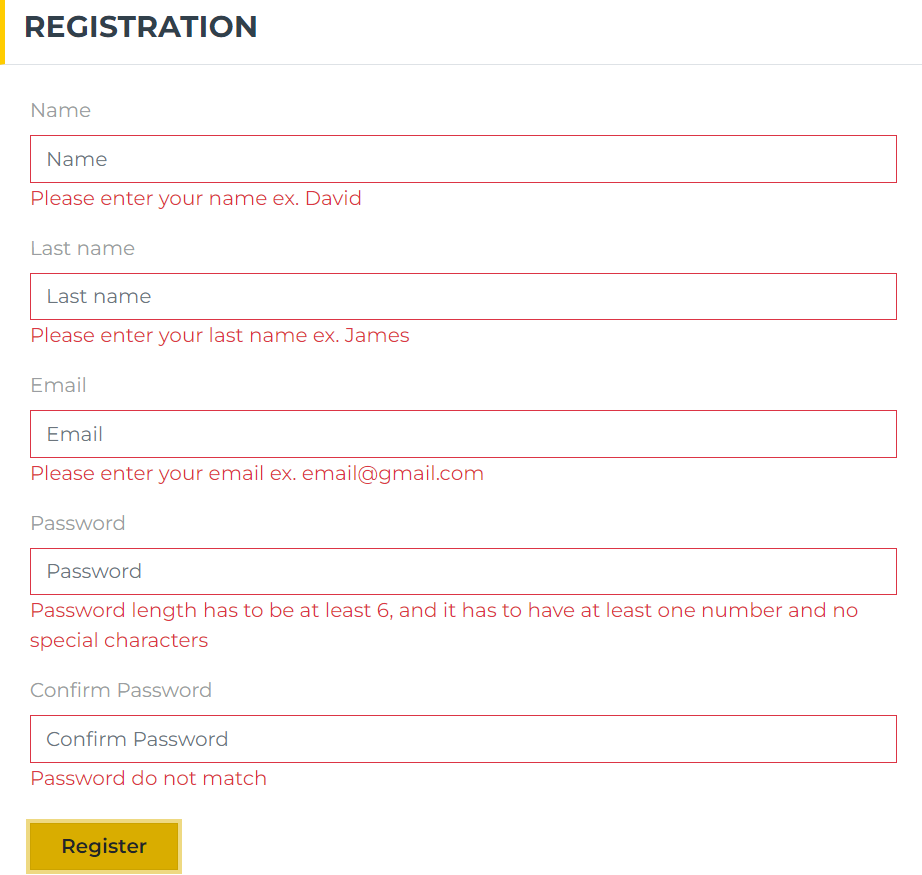 REGISTRATION
Name
Name
Please enter your name ex. David
Last name
Last name
Please enter your last name ex. James
Email
Email
Please enter your email ex. email@gmail.com
Password
Password
Password length has to be at least 6, and it has to have at least one number and no
special characters
Confirm Password
Confirm Password
Password do not match
Register